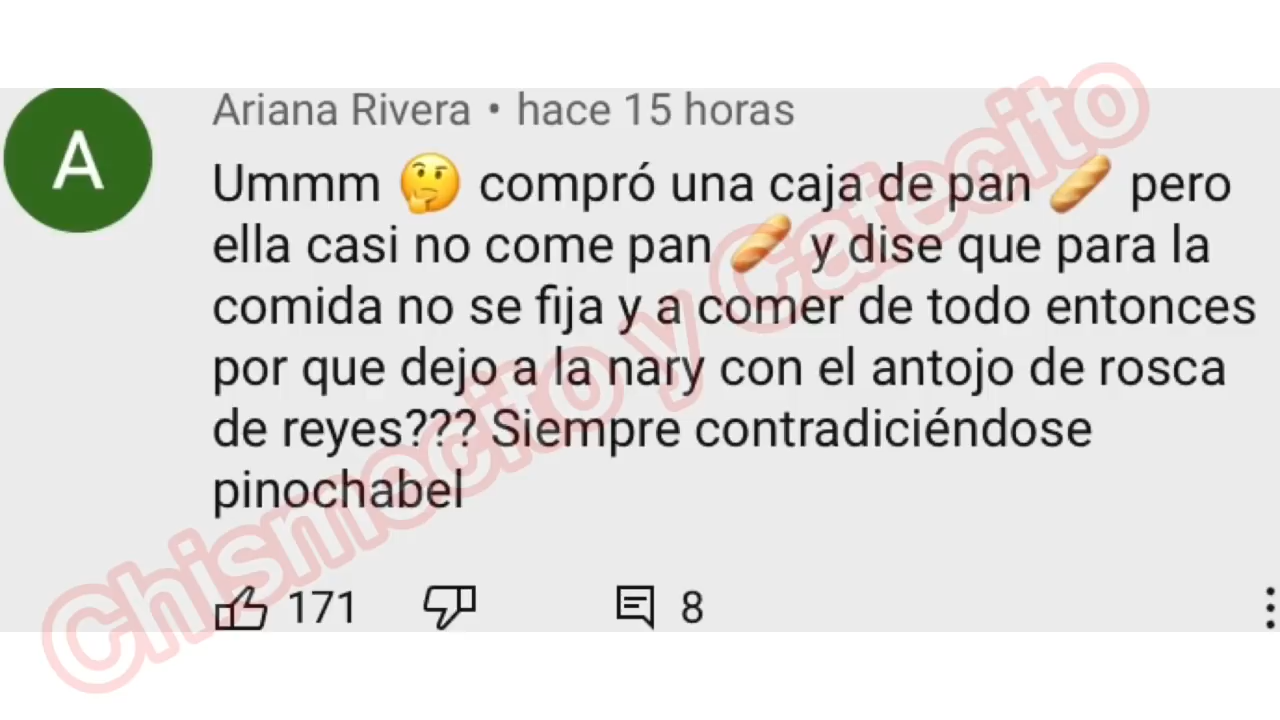 A
Ariana Rivera • hace 15 horas
Ummm 🤔 compró una caja de pan 🥖 pero
ella casi no come pan 🥖 y dise que para la
comida no se fija y a comer de todo entonces
por que dejo a la nary con el antojo de rosca
de reyes??? Siempre contradiciéndose
pinochabel
171 8
Chismecito y Cafecito